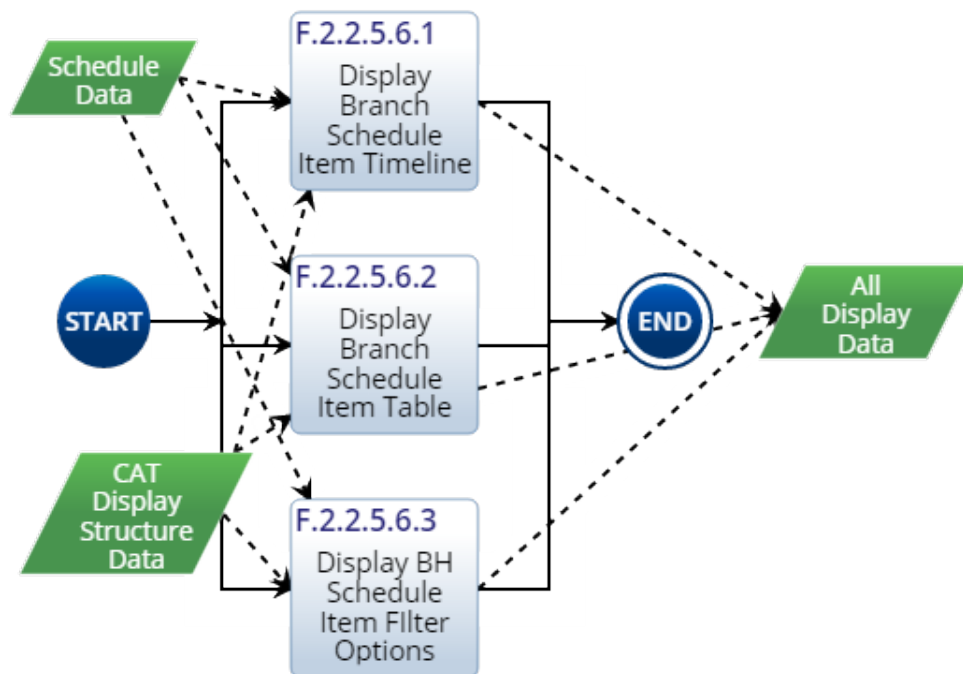 Schedule
Data
F.2.2.5.6.1
Display
Branch
Schedule
Item Timeline
START
F.2.2.5.6.2
Display
Branch
Schedule
Item Table
END
All
Display
Data
CAT
Display
Structure
Data
F.2.2.5.6.3
Display BH
Schedule
Item FIlter
Options